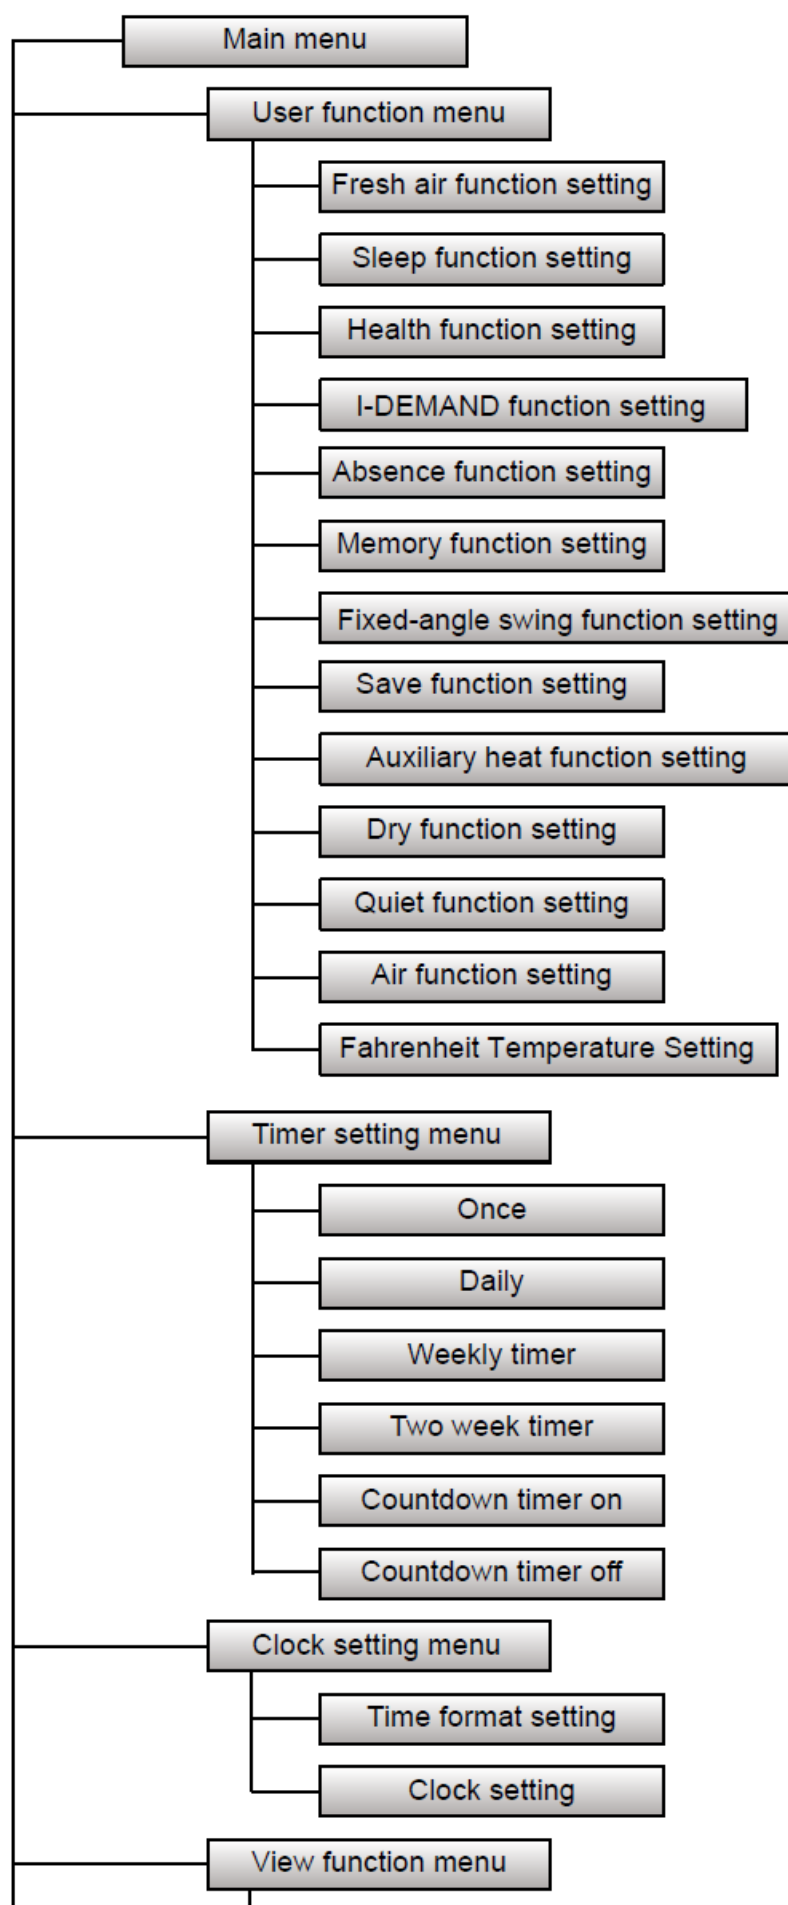 Main menu
User function menu
Fresh air function setting
Sleep function setting
Health function setting
I-DEMAND function setting
Absence function setting
Memory function setting
Fixed-angle swing function setting
Save function setting
Auxiliary heat function setting
Dry function setting
Quiet function setting
Air function setting
Fahrenheit Temperature Setting
Timer setting menu
Once
Daily
Weekly timer
Two week timer
Countdown timer on
Countdown timer off
Clock setting menu
Time format setting
Clock setting
View function menu